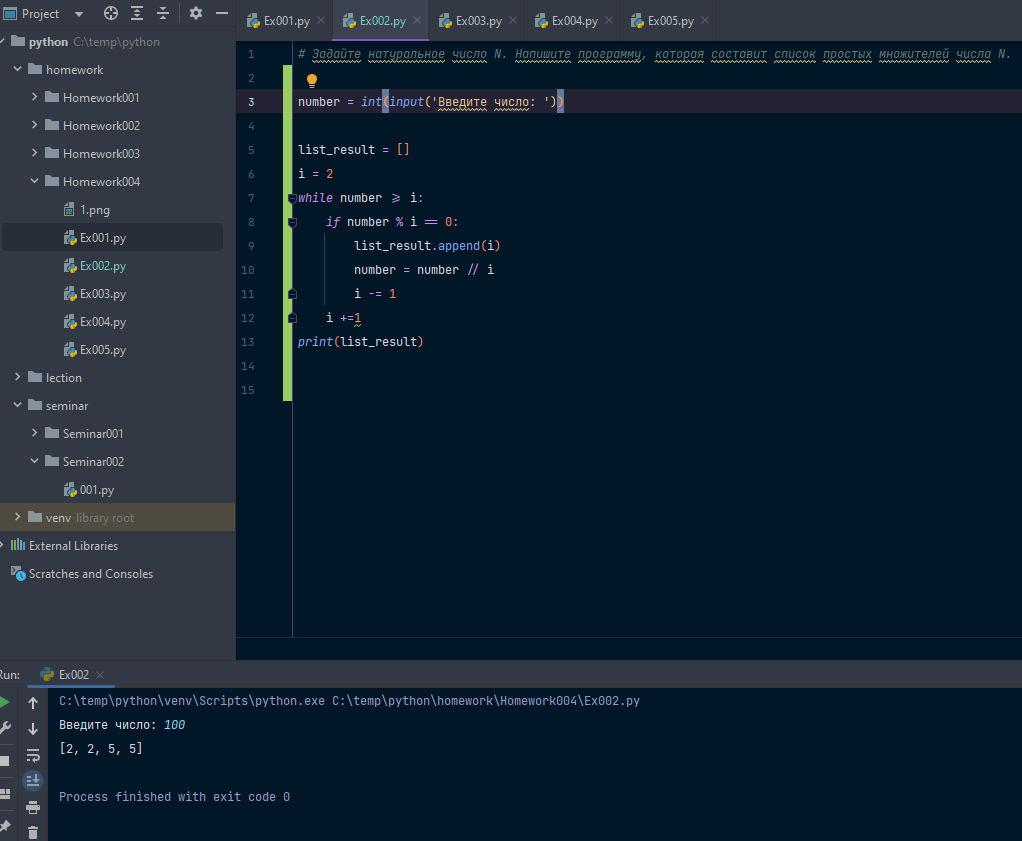 Project
Ex001.py
Ex002.py
Ex003.py
Ex004.py
Ex005.py
python C:\temp\python
homework
Homework001
Homework002
Homework003
Homework004
1.png
Ex001.py
Ex002.py
Ex003.py
Ex004.py
Ex005.py
lection
seminar
Seminar001
Seminar002
001.py
venv library root
External Libraries
Scratches and Consoles
1 # Задайте натуральное число N. Напишите программу, которая составит список простых множителей числа N.
2
3 number = int(input('Введите число: '))
4
5 list_result = []
6 i = 2
7 while number >= i:
8 if number % i == 0:
9 list_result.append(i)
10 number = number // i
11 i -= 1
12 i +=1
13 print(list_result)
14
15
Run: Ex002
C:\temp\python\venv\Scripts\python.exe C:\temp\python\homework\Homework004\Ex002.py
Введите число: 100
[2, 2, 5, 5]
Process finished with exit code 0